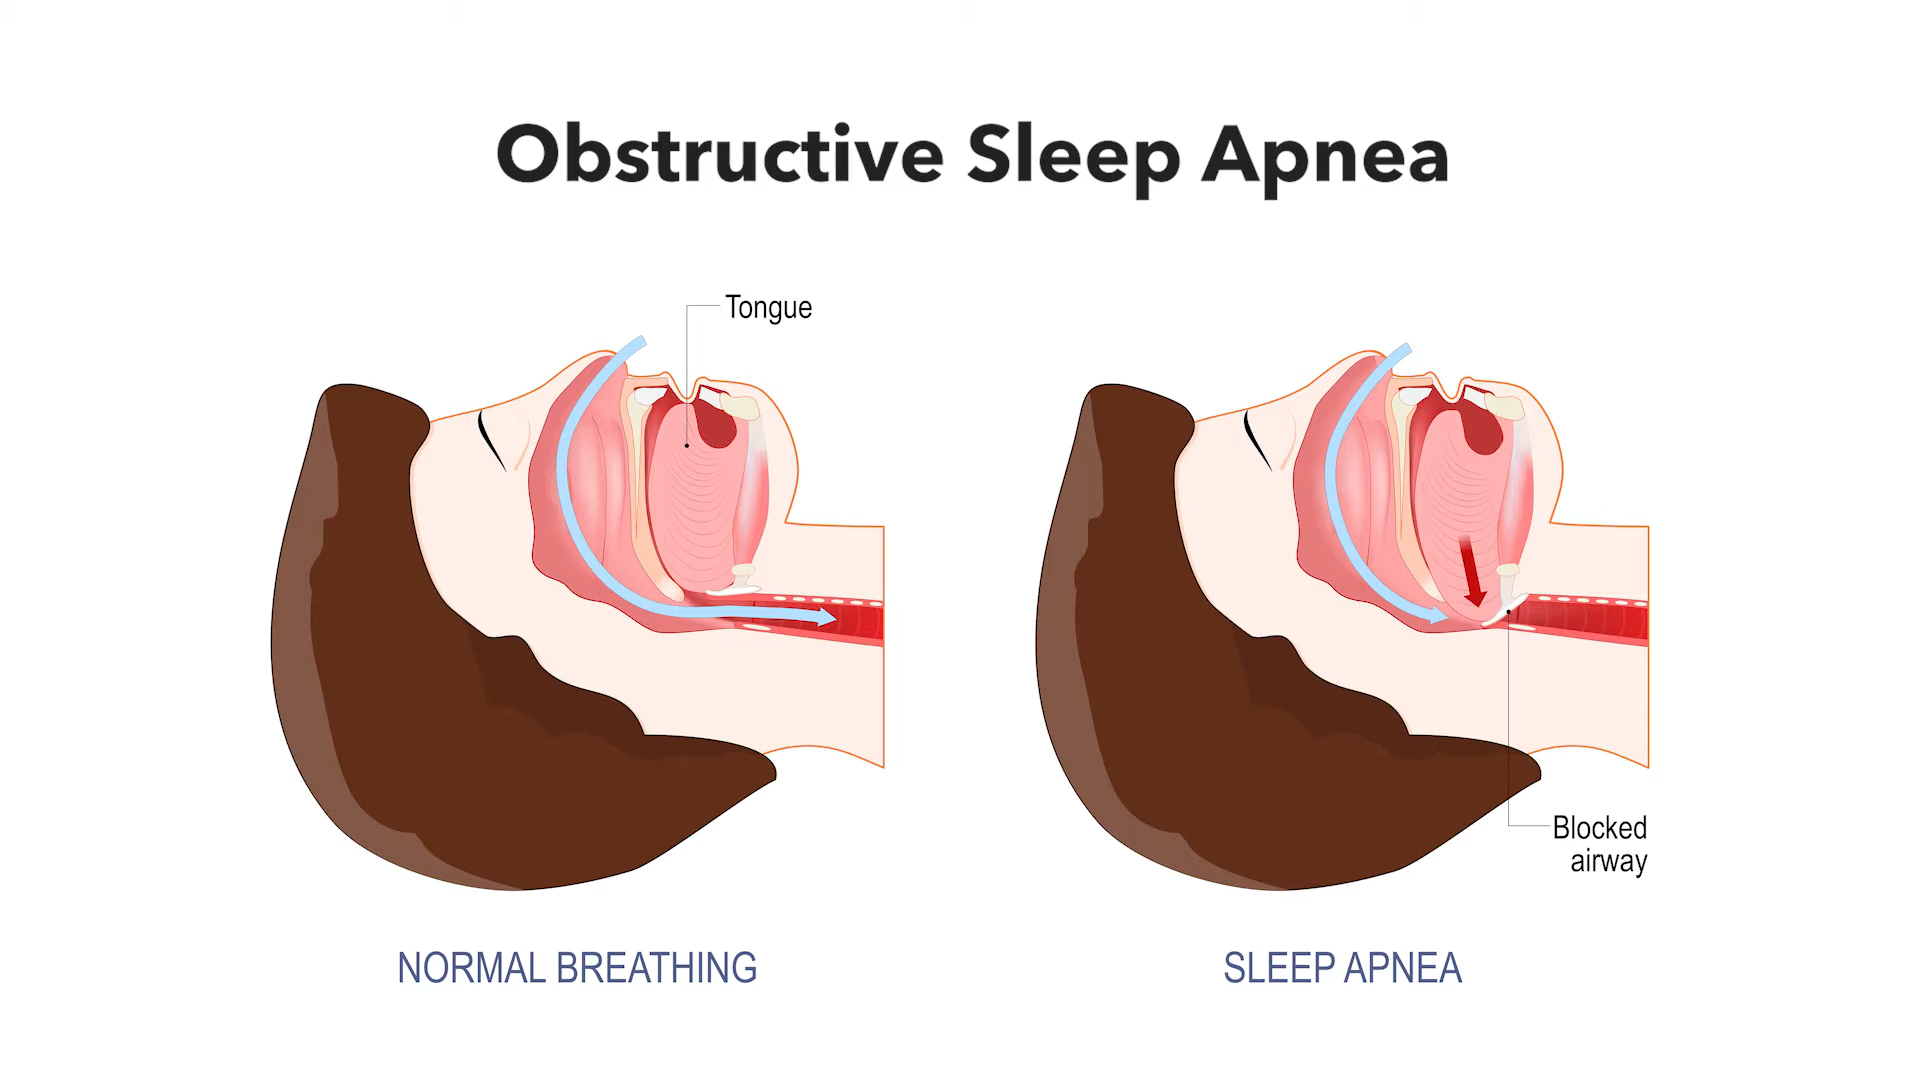 Obstructive Sleep Apnea
Tongue
Blocked
airway
NORMAL BREATHING
SLEEP APNEA